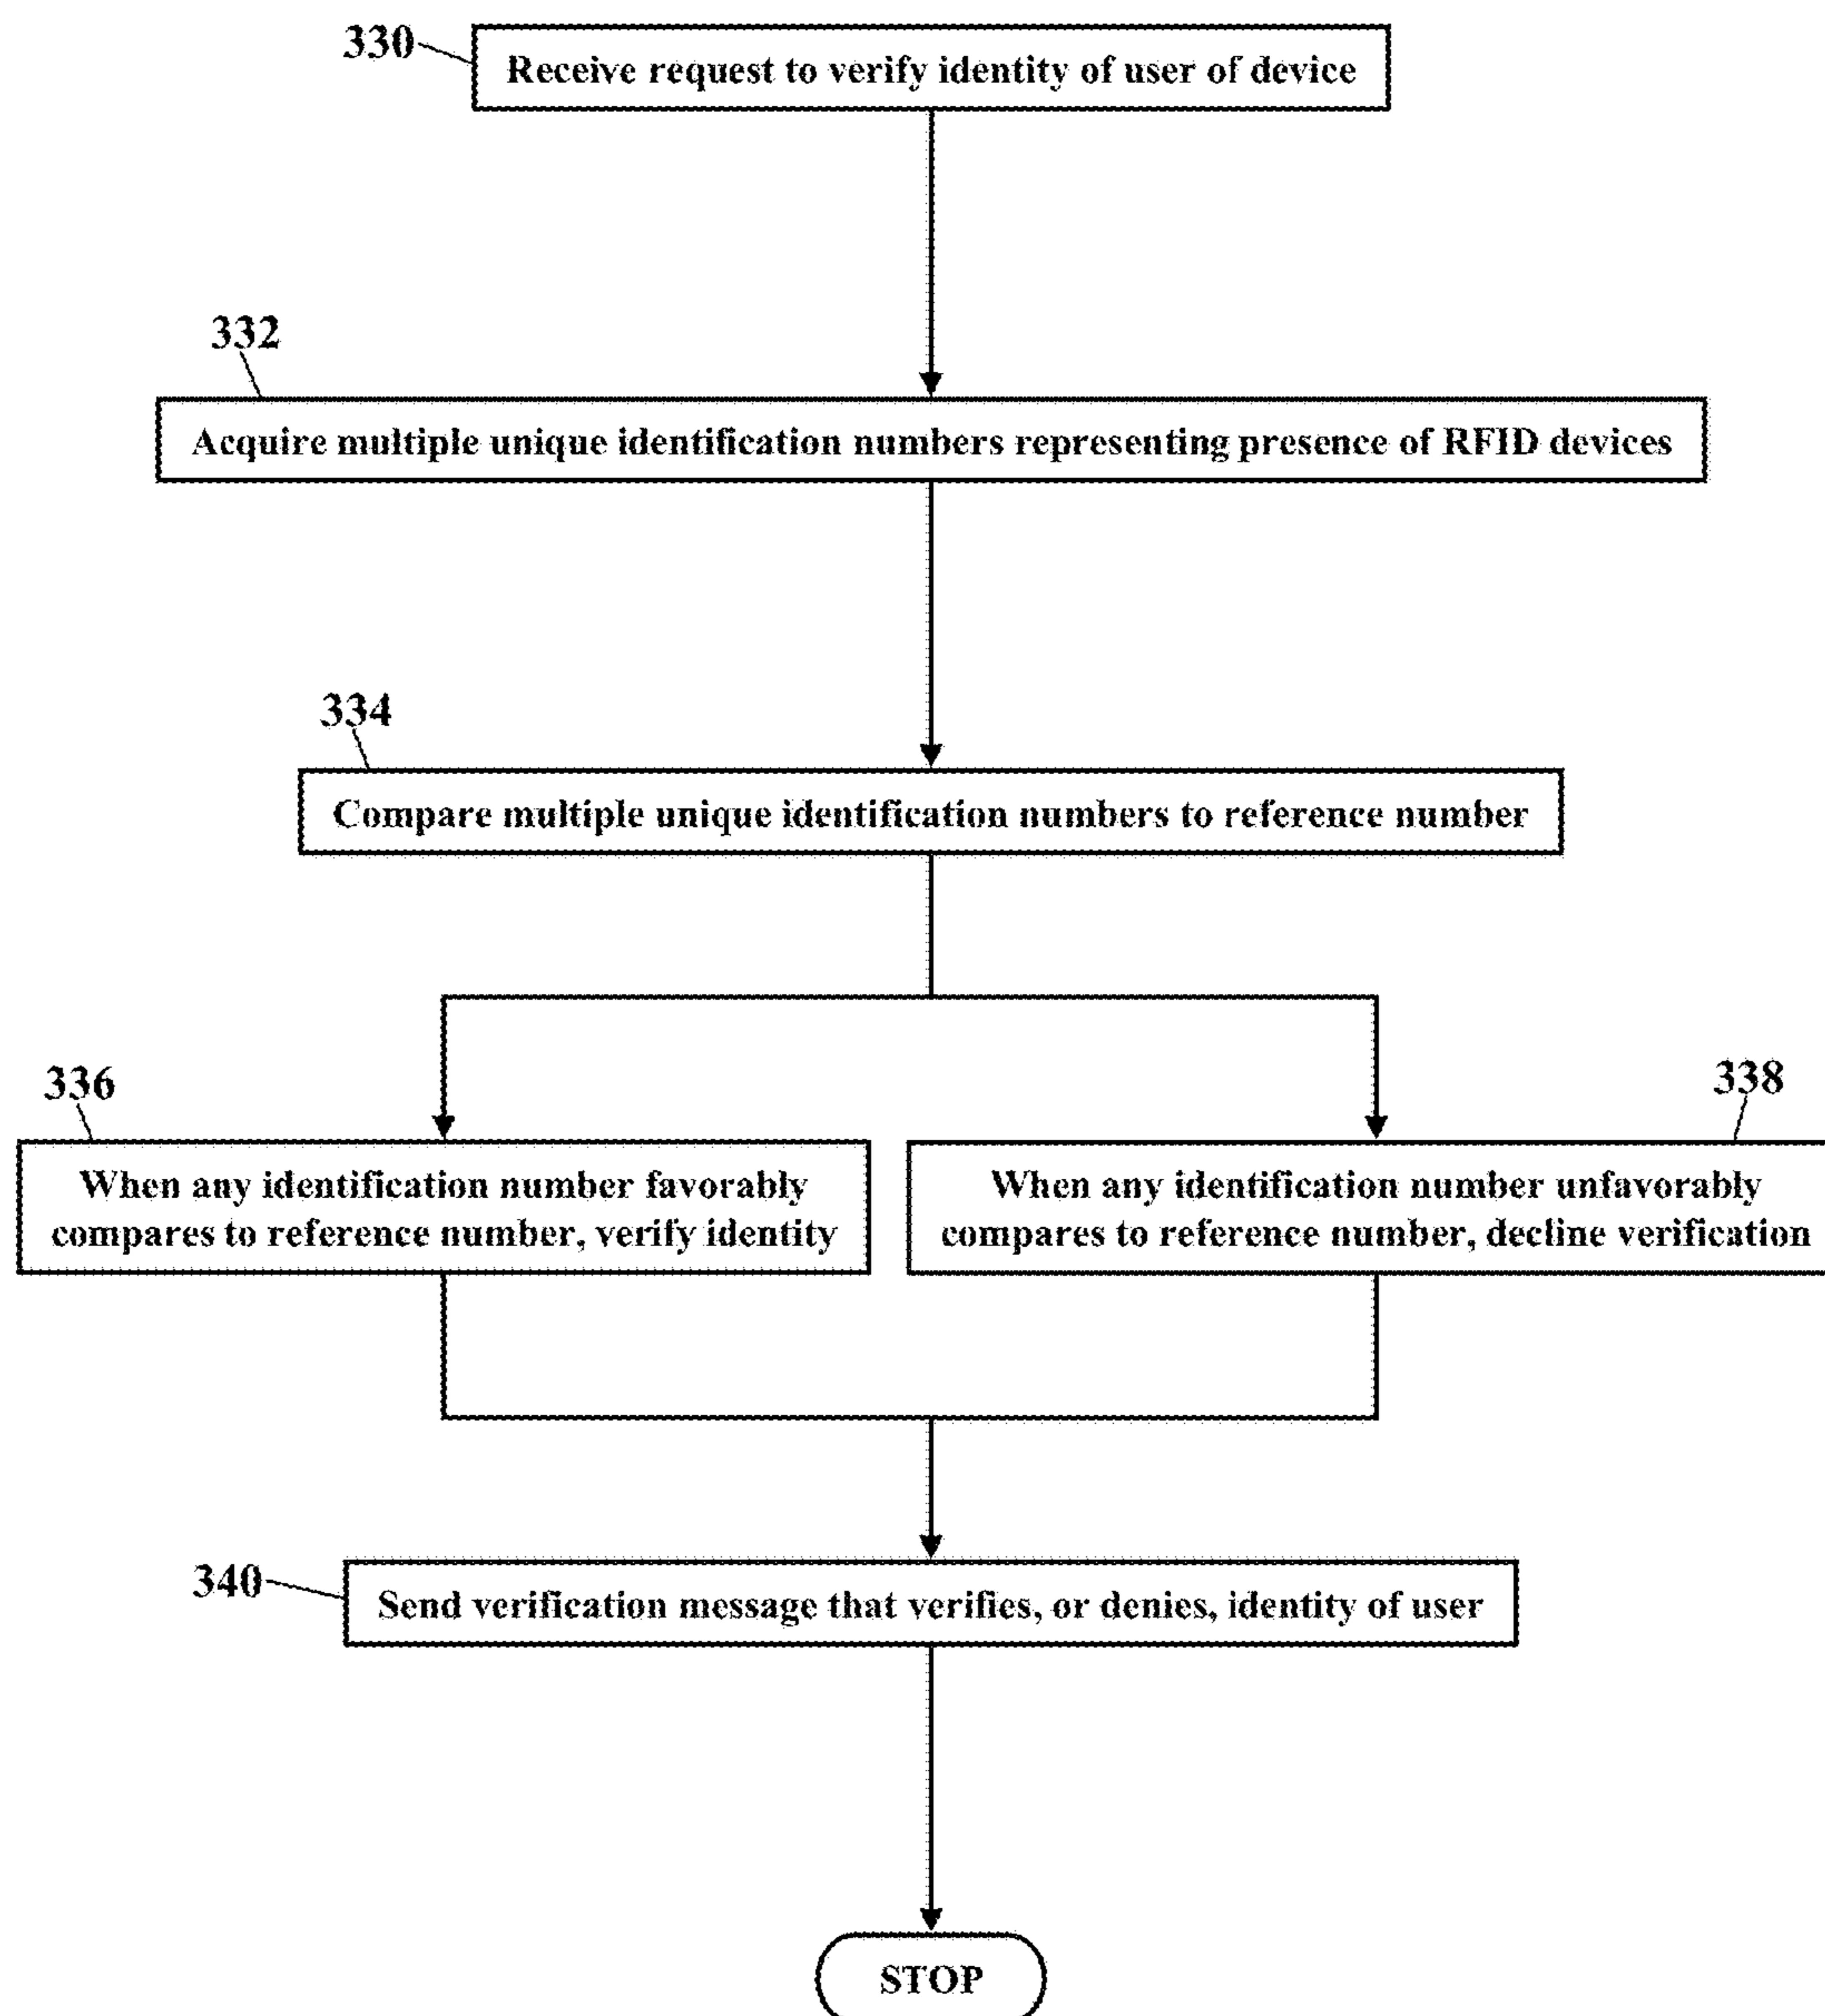 330
Receive request to verify identity of user of device
332
Acquire multiple unique identification numbers representing presence of RFID devices
334
Compare multiple unique identification numbers to reference number
336
When any identification number favorably
compares to reference number, verify identity
338
When any identification number unfavorably
compares to reference number, decline verification
340
Send verification message that verifies, or denies, identity of user
STOP